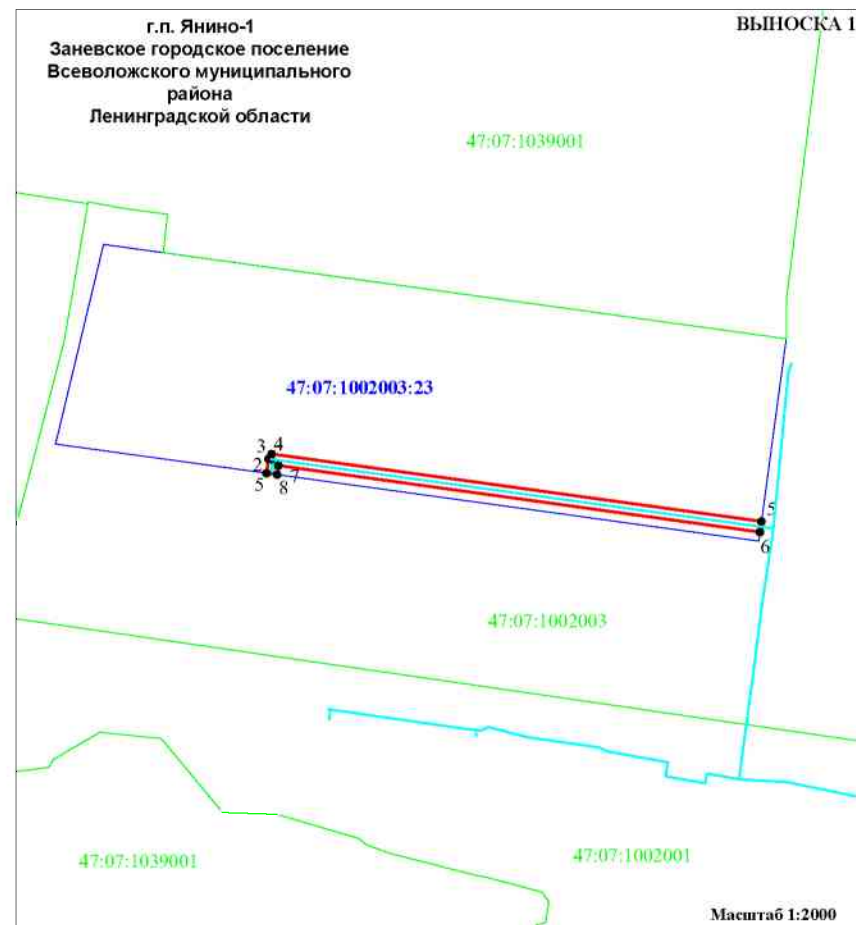 г.п. Янино-1
Заневское городское поселение
Всеволожского муниципального
района
Ленинградской области
ВЫНОСКА 1
47:07:1039001
47:07:1002003:23
3 4
2
5 8 7
5
6
47:07:1002003
47:07:1039001
47:07:1002001
Масштаб 1:2000